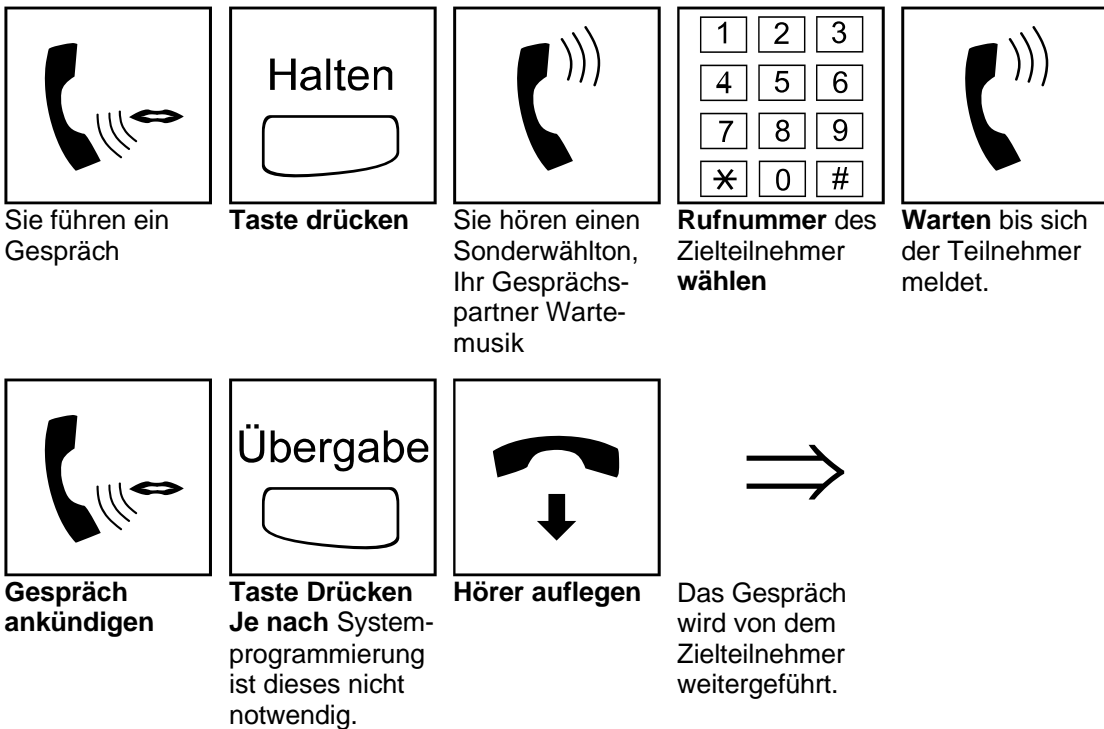 Halten
1 2 3
4 5 6
7 8 9
* 0 #
Sie führen ein
Gespräch
Taste drücken
Sie hören einen
Sonderwählton,
Ihr Gesprächs-
partner Warte-
musik
Rufnummer des
Zielteilnehmer
wählen
Warten bis sich
der Teilnehmer
meldet.
Übergabe
Gespräch
ankündigen
Taste Drücken
Je nach System-
programmierung
ist dieses nicht
notwendig.
Hörer auflegen
Das Gespräch
wird von dem
Zielteilnehmer
weitergeführt.